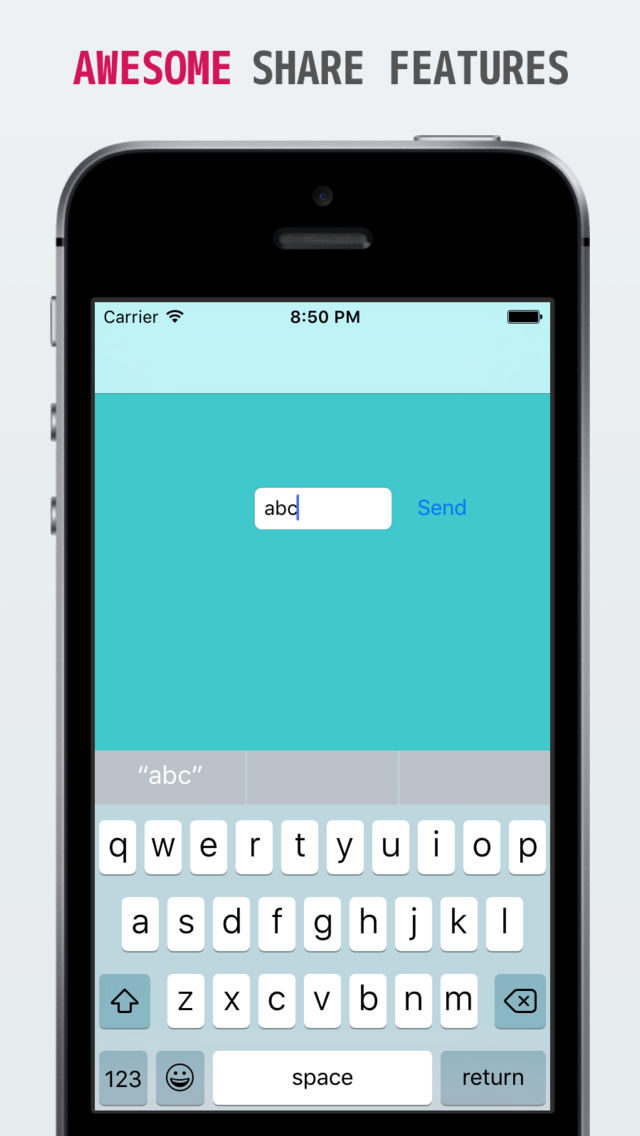 AWESOME SHARE FEATURES
Carrier 8:50 PM
abc Send
“abc”
q w e r t y u i o p
a s d f g h j k l
z x c v b n m
123 space return